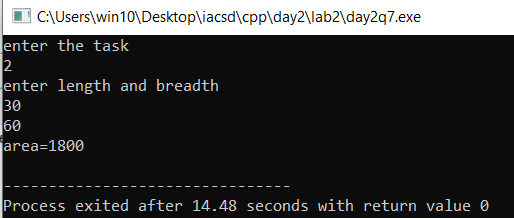 C:\Users\win10\Desktop\iacsd\cpp\day2\lab2\day2q7.exe
enter the task
2
enter length and breadth
30
60
area=1800
--------------------------------
Process exited after 14.48 seconds with return value 0